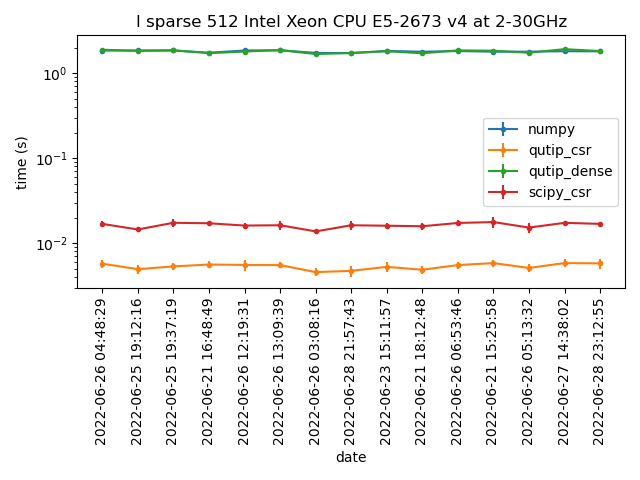 l sparse 512 Intel Xeon CPU E5-2673 v4 at 2-30GHz
time (s)
10⁰
10⁻¹
10⁻²
numpy
qutip_csr
qutip_dense
scipy_csr
2022-06-26 04:48:29
2022-06-25 19:12:16
2022-06-25 19:37:19
2022-06-21 16:48:49
2022-06-26 12:19:31
2022-06-26 13:09:39
2022-06-26 03:08:16
2022-06-28 21:57:43
2022-06-23 15:11:57
2022-06-21 18:12:48
2022-06-26 06:53:46
2022-06-21 15:25:58
2022-06-26 05:13:32
2022-06-27 14:38:02
2022-06-28 23:12:55
date